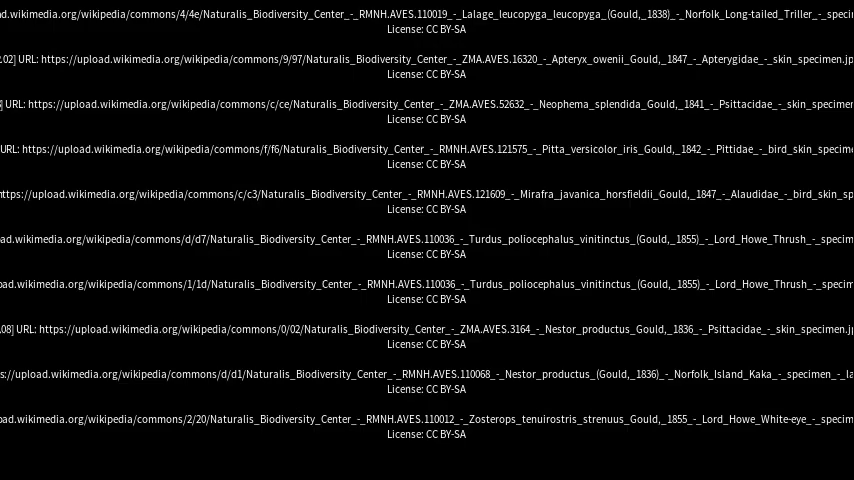 ad.wikimedia.org/wikipedia/commons/4/4e/Naturalis_Biodiversity_Center_-_RMNH.AVES.110019_-_Lalage_leucopyga_leucopyga_(Gould,_1838)_-_Norfolk_Long-tailed_Triller_-_speci
License: CC BY-SA
.02] URL: https://upload.wikimedia.org/wikipedia/commons/9/97/Naturalis_Biodiversity_Center_-_ZMA.AVES.16320_-_Apteryx_owenii_Gould,_1847_-_Apterygidae_-_skin_specimen.jp
License: CC BY-SA
] URL: https://upload.wikimedia.org/wikipedia/commons/c/ce/Naturalis_Biodiversity_Center_-_ZMA.AVES.52632_-_Neophema_splendida_Gould,_1841_-_Psittacidae_-_skin_specimen
License: CC BY-SA
URL: https://upload.wikimedia.org/wikipedia/commons/f/f6/Naturalis_Biodiversity_Center_-_RMNH.AVES.121575_-_Pitta_versicolor_iris_Gould,_1842_-_Pittidae_-_bird_skin_specime
License: CC BY-SA
https://upload.wikimedia.org/wikipedia/commons/c/c3/Naturalis_Biodiversity_Center_-_RMNH.AVES.121609_-_Mirafra_javanica_horsfieldii_Gould,_1847_-_Alaudidae_-_bird_skin_sp
License: CC BY-SA
ad.wikimedia.org/wikipedia/commons/d/d7/Naturalis_Biodiversity_Center_-_RMNH.AVES.110036_-_Turdus_poliocephalus_vinitinctus_(Gould,_1855)_-_Lord_Howe_Thrush_-_specim
License: CC BY-SA
oad.wikimedia.org/wikipedia/commons/1/1d/Naturalis_Biodiversity_Center_-_RMNH.AVES.110036_-_Turdus_poliocephalus_vinitinctus_(Gould,_1855)_-_Lord_Howe_Thrush_-_specim
License: CC BY-SA
.08] URL: https://upload.wikimedia.org/wikipedia/commons/0/02/Naturalis_Biodiversity_Center_-_ZMA.AVES.3164_-_Nestor_productus_Gould,_1836_-_Psittacidae_-_skin_specimen.j
License: CC BY-SA
s://upload.wikimedia.org/wikipedia/commons/d/d1/Naturalis_Biodiversity_Center_-_RMNH.AVES.110068_-_Nestor_productus_(Gould,_1836)_-_Norfolk_Island_Kaka_-_specimen_-_la
License: CC BY-SA
oad.wikimedia.org/wikipedia/commons/2/20/Naturalis_Biodiversity_Center_-_RMNH.AVES.110012_-_Zosterops_tenuirostris_strenuus_Gould,_1855_-_Lord_Howe_White-eye_-_specim
License: CC BY-SA